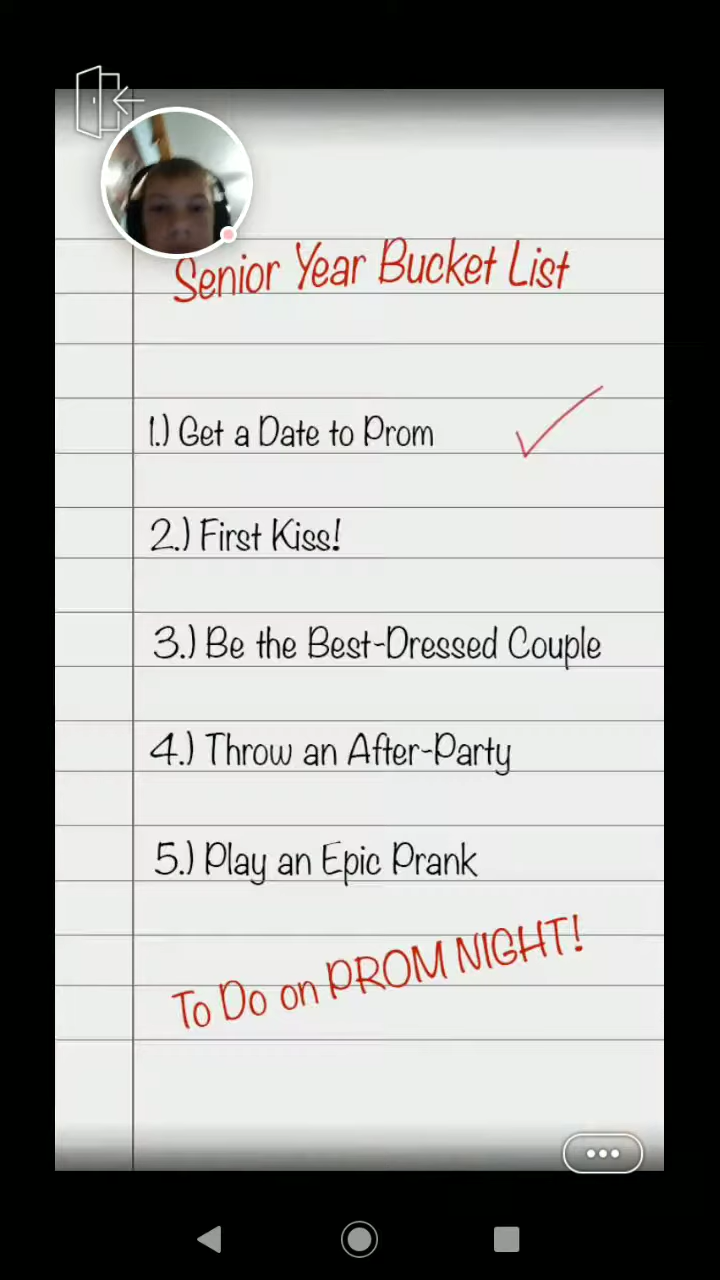 Senior Year Bucket List
1.) Get a Date to Prom
2.) First Kiss!
3.) Be the Best-Dressed Couple
4.) Throw an After-Party
5.) Play an Epic Prank
To Do on PROM NIGHT!